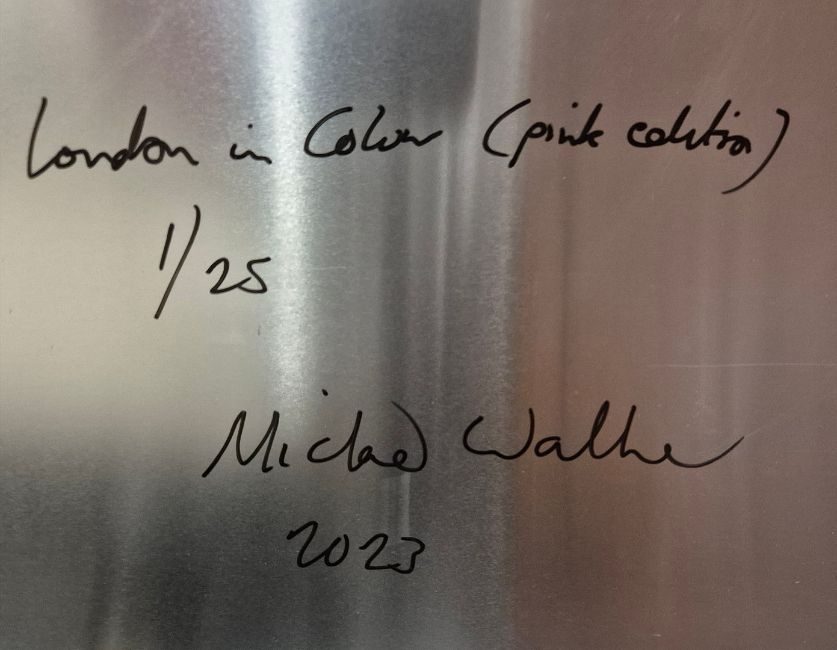 London in Colour (pink edition)
1/25
Michael Walker
2023